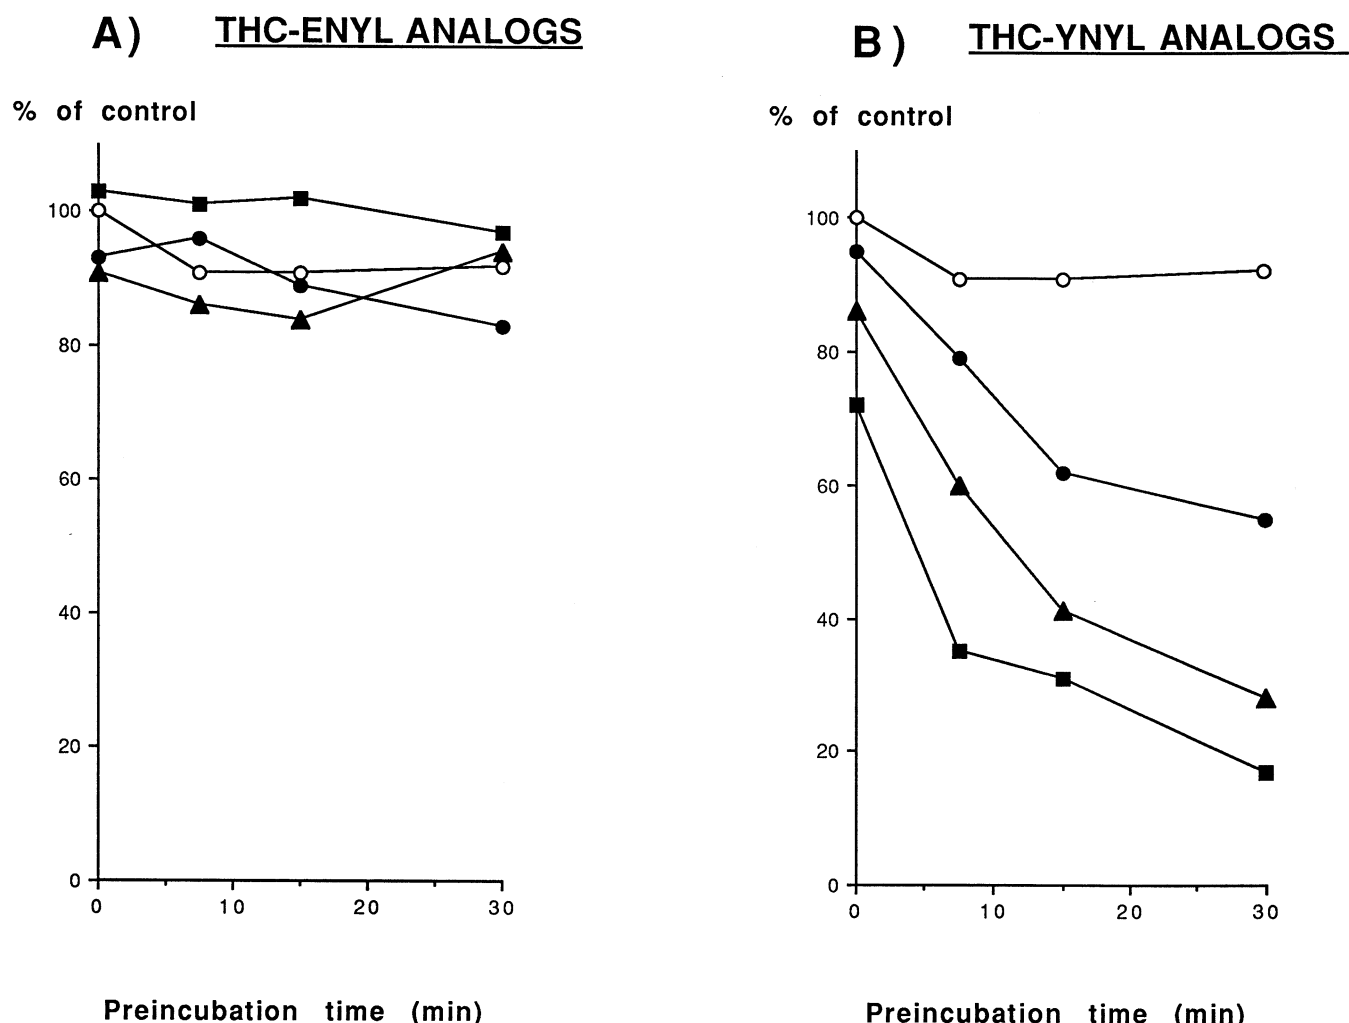 A) THC-ENYL ANALOGS
% of control
100
80
60
40
20
0
0 10 20 30
Preincubation time (min)
B) THC-YNYL ANALOGS
% of control
100
80
60
40
20
0
0 10 20 30
Preincubation time (min)